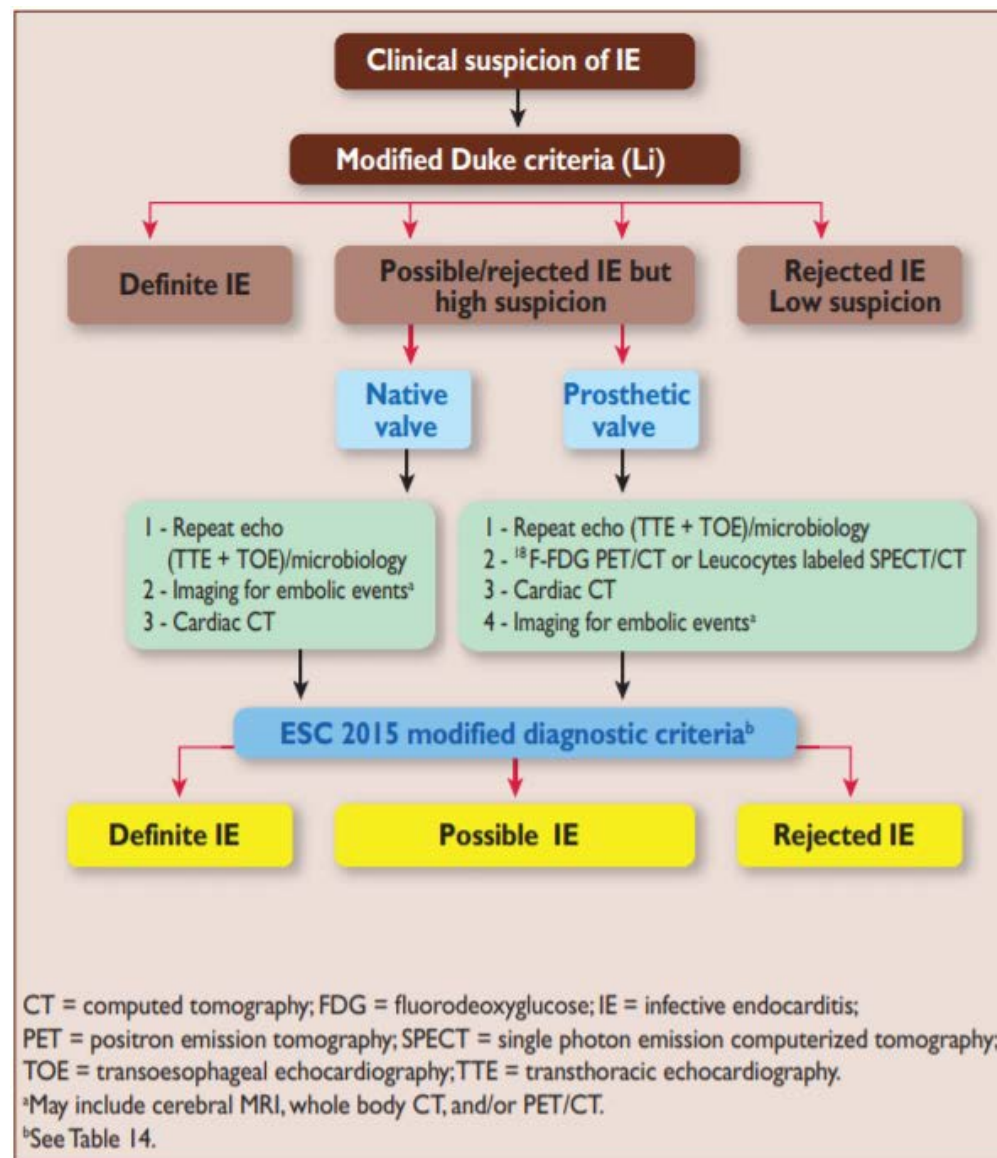 Clinical suspicion of IE
Modified Duke criteria (Li)
Definite IE
Possible/rejected IE but
high suspicion
Rejected IE
Low suspicion
Native
valve
Prosthetic
valve
1 - Repeat echo
(TTE + TOE)/microbiology
2 - Imaging for embolic eventsᵃ
3 - Cardiac CT
1 - Repeat echo (TTE + TOE)/microbiology
2 - ¹⁸F-FDG PET/CT or Leucocytes labeled SPECT/CT
3 - Cardiac CT
4 - Imaging for embolic eventsᵃ
ESC 2015 modified diagnostic criteriaᵇ
Definite IE
Possible IE
Rejected IE
CT = computed tomography; FDG = fluorodeoxyglucose; IE = infective endocarditis;
PET = positron emission tomography; SPECT = single photon emission computerized tomography;
TOE = transoesophageal echocardiography; TTE = transthoracic echocardiography.
ᵃMay include cerebral MRI, whole body CT, and/or PET/CT.
ᵇSee Table 14.